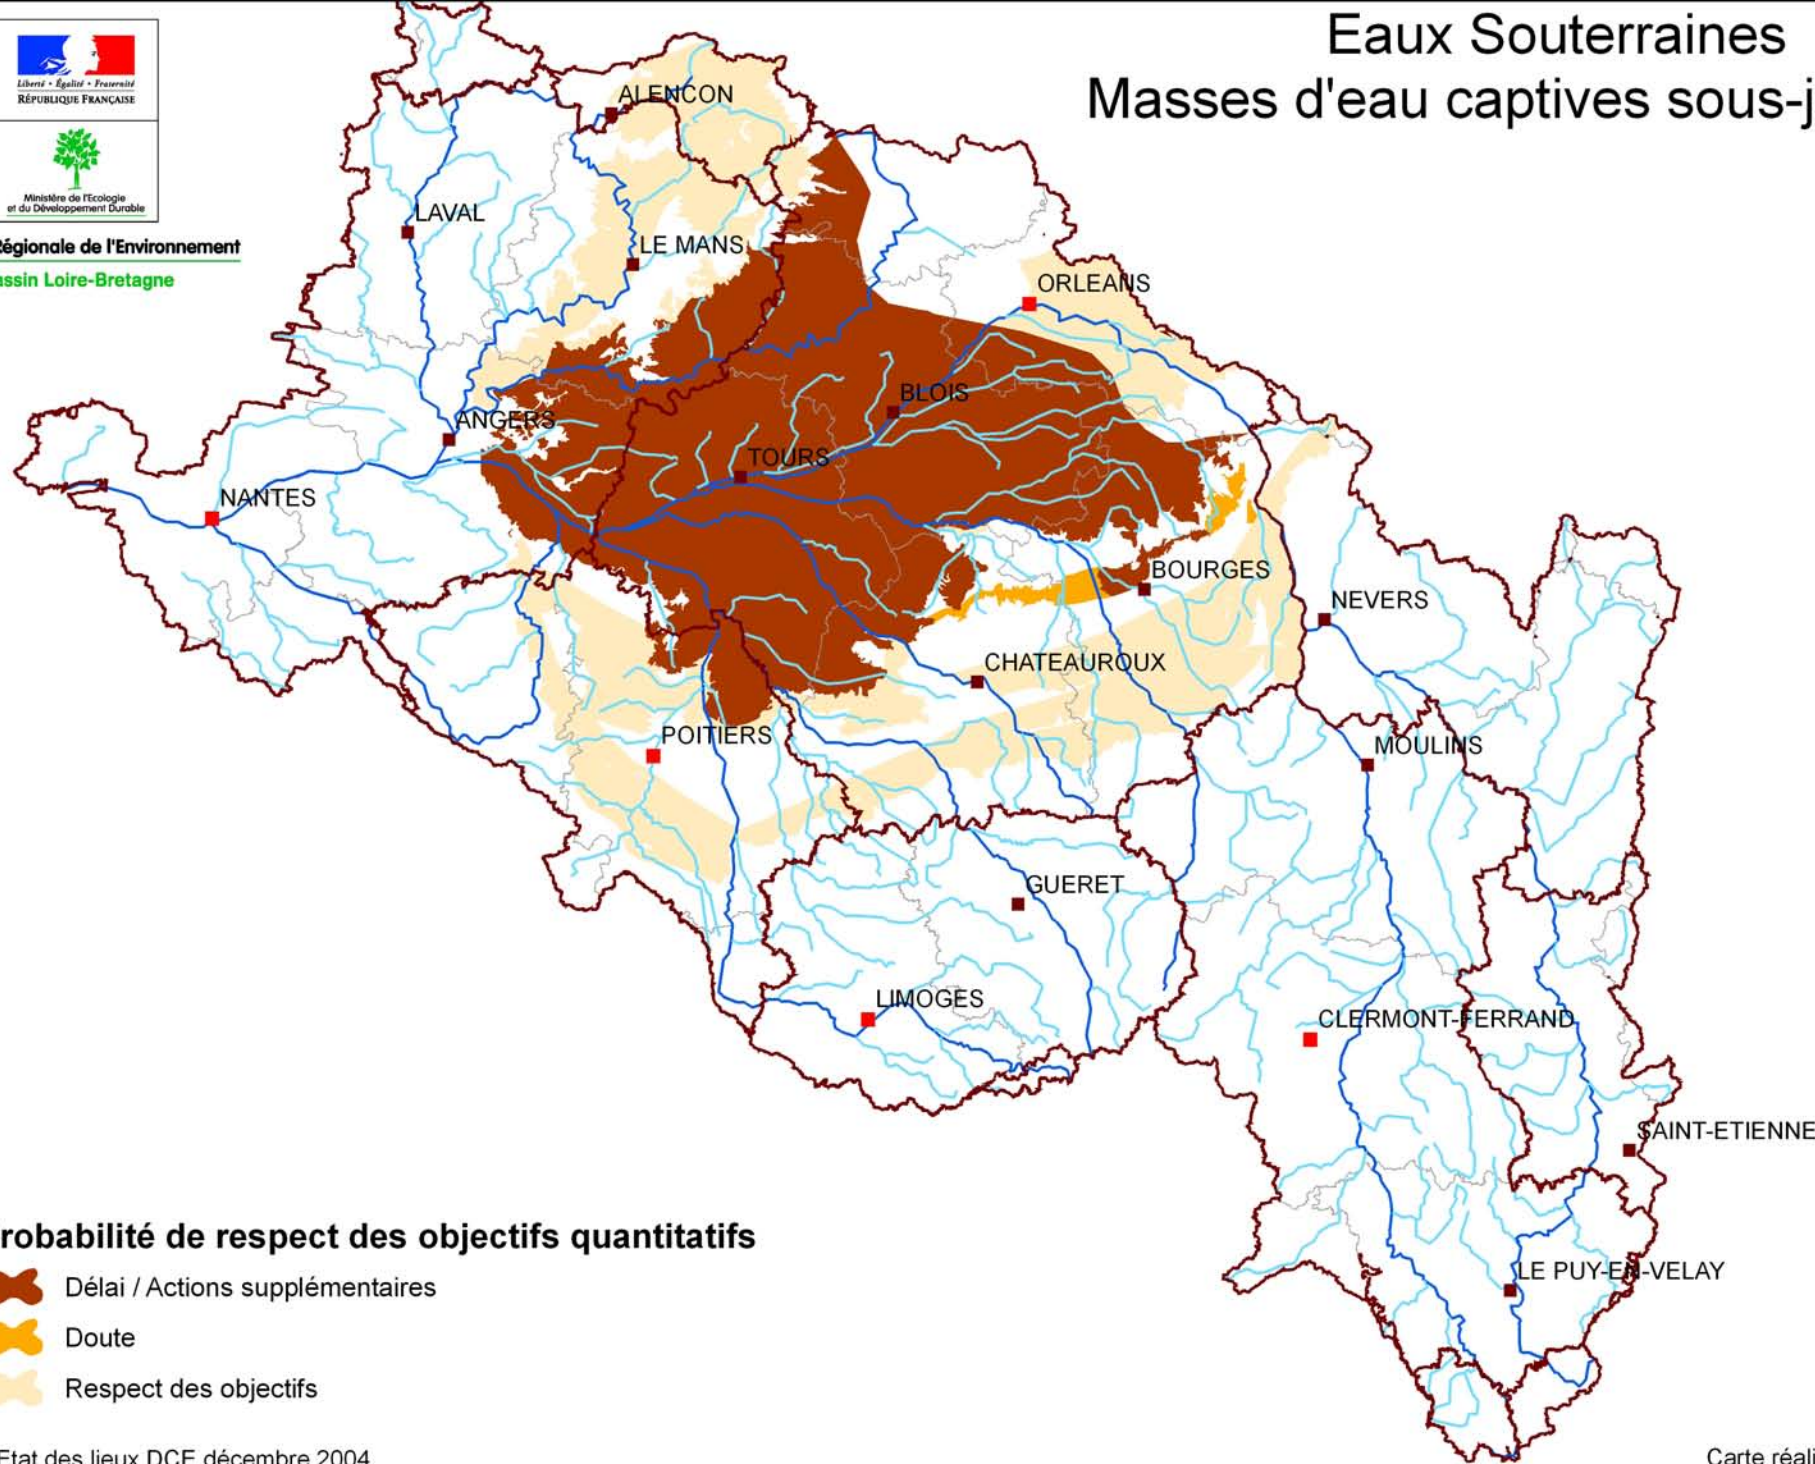 Eaux Souterraines
Masses d'eau captives sous-j
Liberté • Égalité • Fraternité
RÉPUBLIQUE FRANÇAISE
Ministère de l'Ecologie
et du Développement Durable
Régionale de l'Environnement
assin Loire-Bretagne
ALENCON
LAVAL
LE MANS
ORLEANS
BLOIS
ANGERS
TOURS
NANTES
BOURGES
NEVERS
CHATEAUROUX
POITIERS
MOULINS
GUERET
LIMOGES
CLERMONT-FERRAND
SAINT-ETIENNE
LE PUY-EN-VELAY
robabilité de respect des objectifs quantitatifs
Délai / Actions supplémentaires
Doute
Respect des objectifs
Etat des lieux DCE décembre 2004
Carte réali